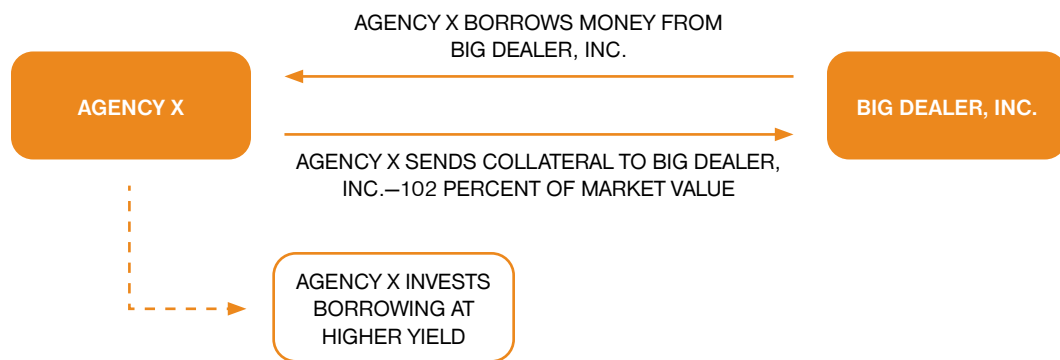 AGENCY X BORROWS MONEY FROM
BIG DEALER, INC.
AGENCY X
BIG DEALER, INC.
AGENCY X SENDS COLLATERAL TO BIG DEALER,
INC.—102 PERCENT OF MARKET VALUE
AGENCY X INVESTS
BORROWING AT
HIGHER YIELD